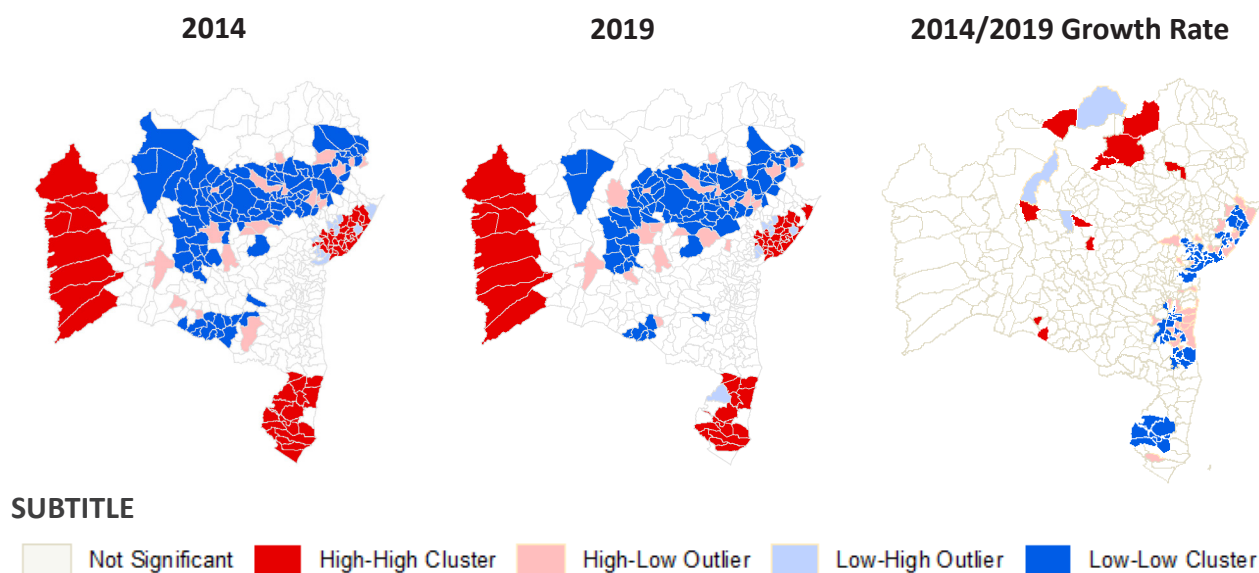 2014 2019 2014/2019 Growth Rate
SUBTITLE
Not Significant High-High Cluster High-Low Outlier Low-High Outlier Low-Low Cluster